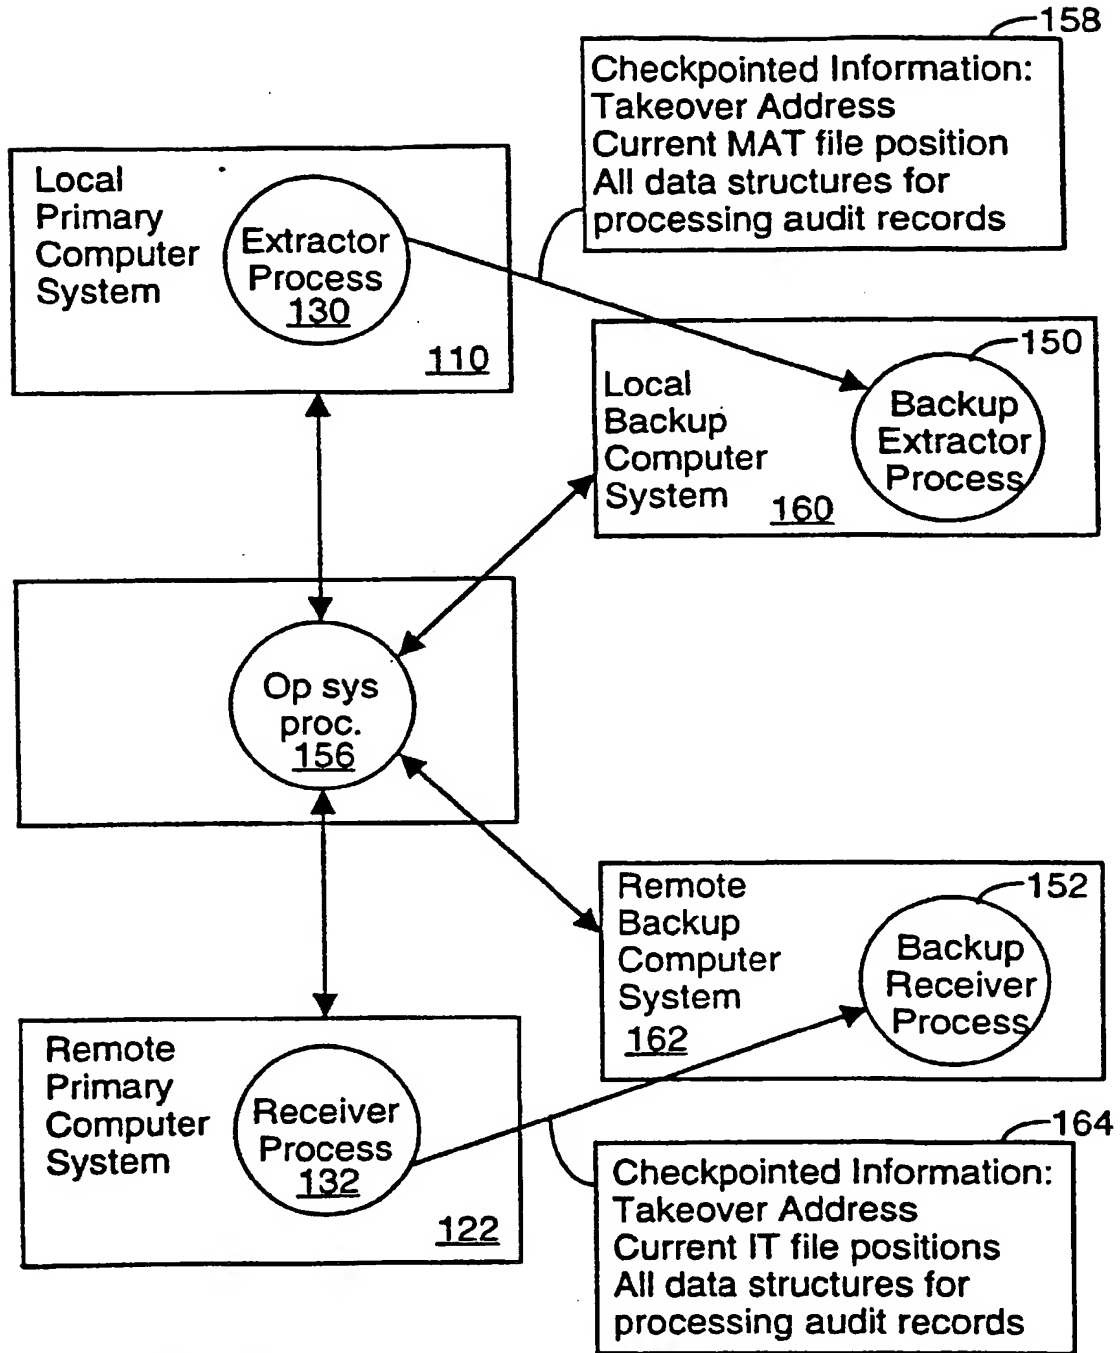 158
Checkpointed Information:
Takeover Address
Current MAT file position
All data structures for
processing audit records
Local
Primary
Computer
System
Extractor
Process
130
110
150
Local
Backup
Computer
System
160
Backup
Extractor
Process
Op sys
proc.
156
152
Remote
Backup
Computer
System
162
Backup
Receiver
Process
Remote
Primary
Computer
System
Receiver
Process
132
122
164
Checkpointed Information:
Takeover Address
Current IT file positions
All data structures for
processing audit records